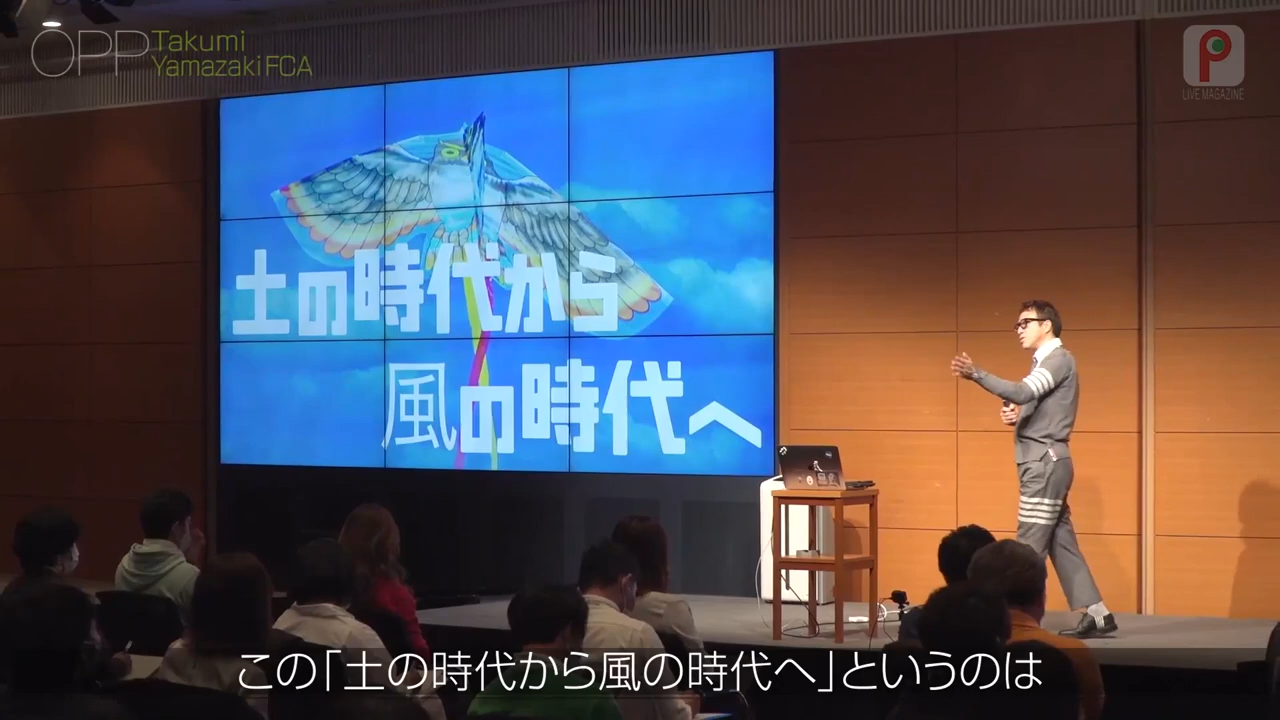 OPP Takumi
Yamazaki FCA
P
LIVE MAGAZINE
土の時代から
風の時代へ
この「土の時代から風の時代へ」というのは